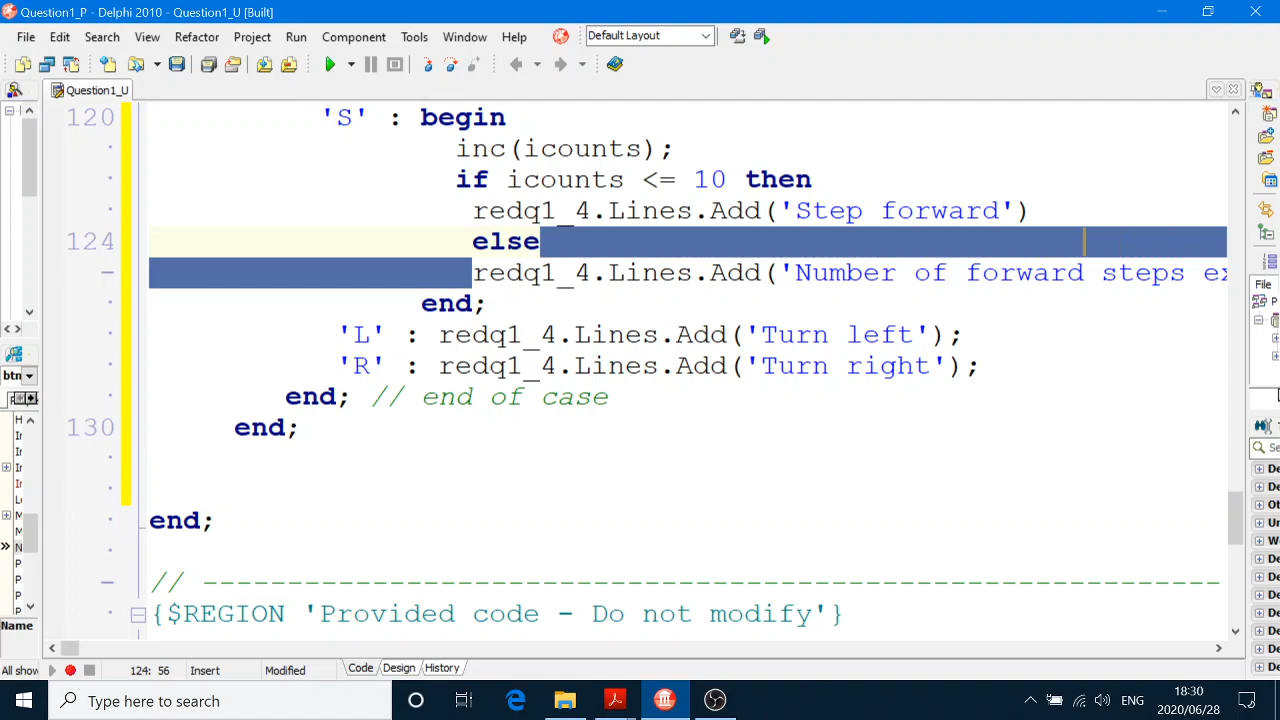 Question1_P - Delphi 2010 - Question1_U [Built]
File Edit Search View Refactor Project Run Component Tools Window Help Default Layout
Question1_U
120 'S' : begin
inc(icounts);
if icounts <= 10 then
redq1_4.Lines.Add('Step forward')
124 else
redq1_4.Lines.Add('Number of forward steps ex
end;
'L' : redq1_4.Lines.Add('Turn left');
'R' : redq1_4.Lines.Add('Turn right');
end; // end of case
130 end;
end;
// ------------------------------------------------------------
{$REGION 'Provided code - Do not modify'}
btn
File
Name
All show
124: 56 Insert Modified Code Design History
Type here to search
ENG
18:30
2020/06/28